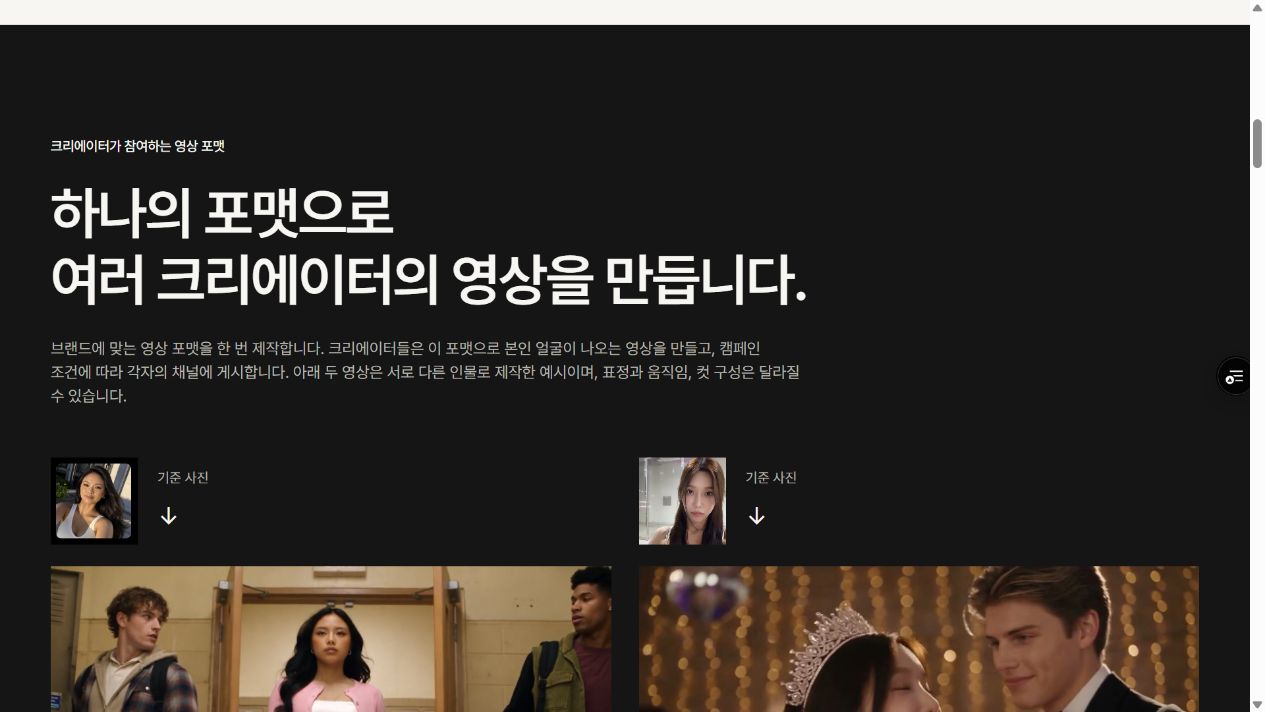 크리에이터가 참여하는 영상 포맷
하나의 포맷으로
여러 크리에이터의 영상을 만듭니다.
브랜드에 맞는 영상 포맷을 한 번 제작합니다. 크리에이터들은 이 포맷으로 본인 얼굴이 나오는 영상을 만들고, 캠페인
조건에 따라 각자의 채널에 게시합니다. 아래 두 영상은 서로 다른 인물로 제작한 예시이며, 표정과 움직임, 컷 구성은 달라질
수 있습니다.
기준 사진
기준 사진